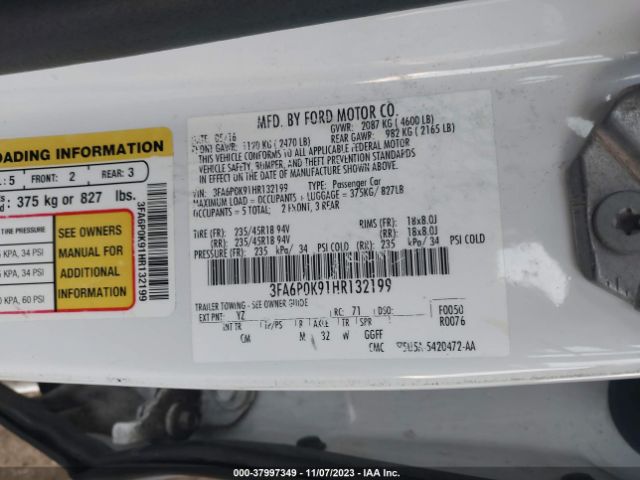 MFD. BY FORD MOTOR CO.
DATE 05/16 GVWR: 2087 KG (4600 LB)
FRONT GAWR: 1120 KG (2470 LB) REAR GAWR: 982 KG (2165 LB)
THIS VEHICLE CONFORMS TO ALL APPLICABLE FEDERAL MOTOR
VEHICLE SAFETY, BUMPER, AND THEFT PREVENTION STANDARDS
IN EFFECT ON THE DATE OF MANUFACTURE SHOWN ABOVE.
VIN: 3FA6P0K91HR132199 TYPE: Passenger Car
MAXIMUM LOAD = OCCUPANTS + LUGGAGE = 375KG/ 827LB
OCCUPANTS = 5 TOTAL: 2 FRONT, 3 REAR
TIRE (FR): 235/45R18 94V RIMS (FR): 18x8.0J
(RR): 235/45R18 94V (RR): 18x8.0J
PRESSURE (FR): 235 kPa/ 34 PSI COLD (RR): 235 kPa/ 34 PSI COLD
3FA6P0K91HR132199
TRAILER TOWING - SEE OWNER GUIDE
EXT PNT: YZ RC: 71 DSO: F0050
R0076
INT TR TP/PS R AXLE TR SPR
CM M 32 W GGFF
CMC 5420472-AA
LOADING INFORMATION
: 5 FRONT: 2 REAR: 3
375 kg or 827 lbs.
TIRE PRESSURE
KPA, 34 PSI
KPA, 34 PSI
KPA, 60 PSI
SEE OWNERS
MANUAL FOR
ADDITIONAL
INFORMATION
3FA6P0K91HR132199
000-37997349 - 11/07/2023 - IAA Inc.